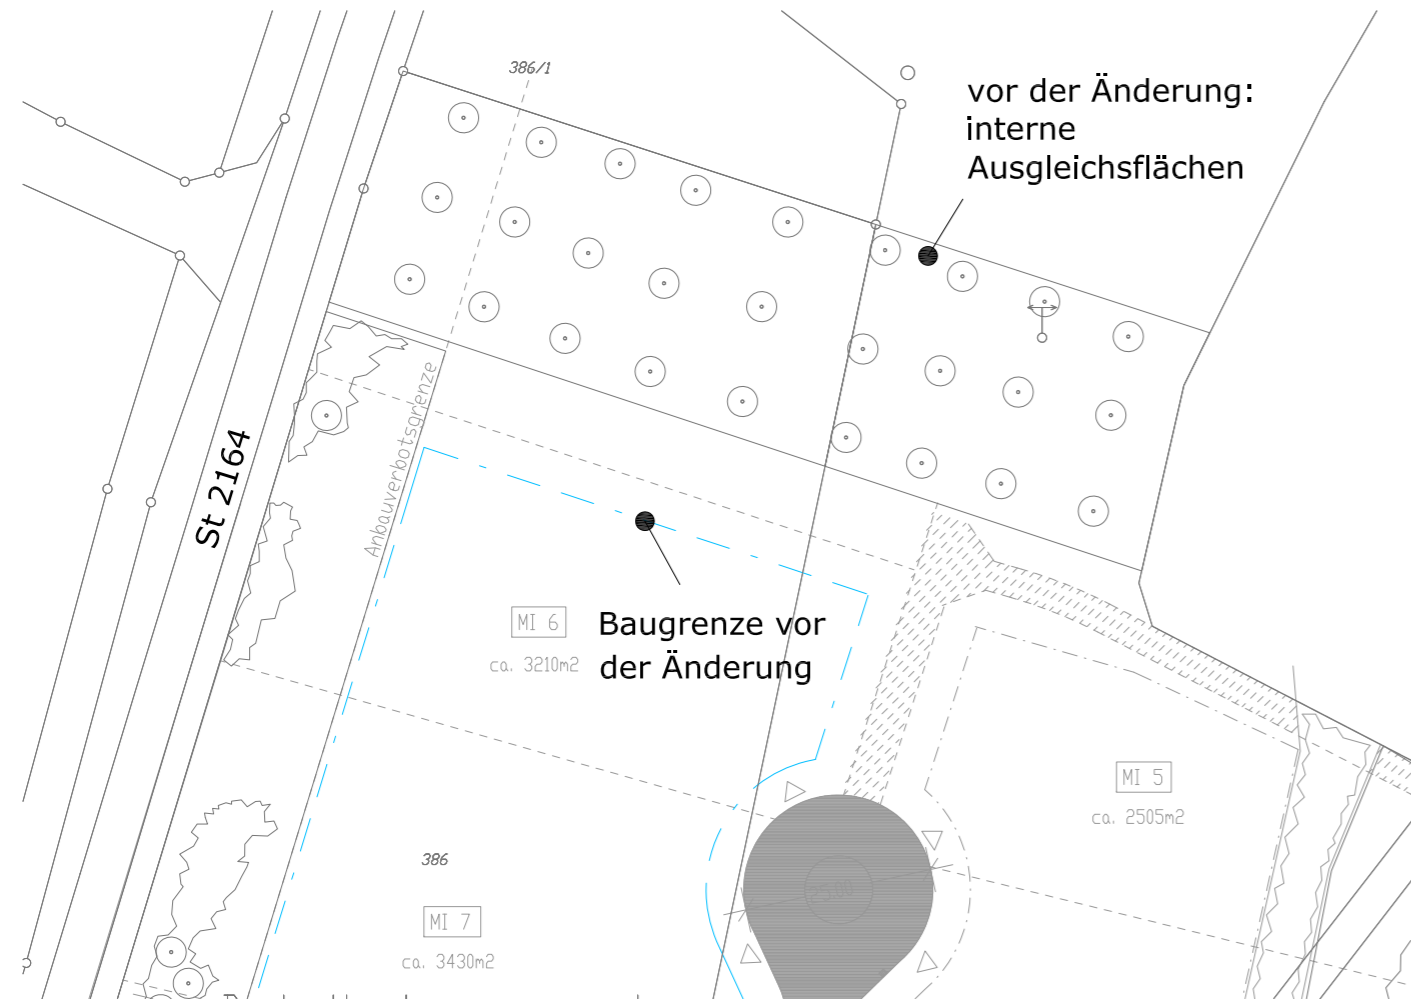 386/1
vor der Änderung:
interne
Ausgleichsflächen
Anbauverbotsgrenze
St 2164
MI 6
ca. 3210m2
Baugrenze vor
der Änderung
MI 5
ca. 2505m2
386
MI 7
ca. 3430m2